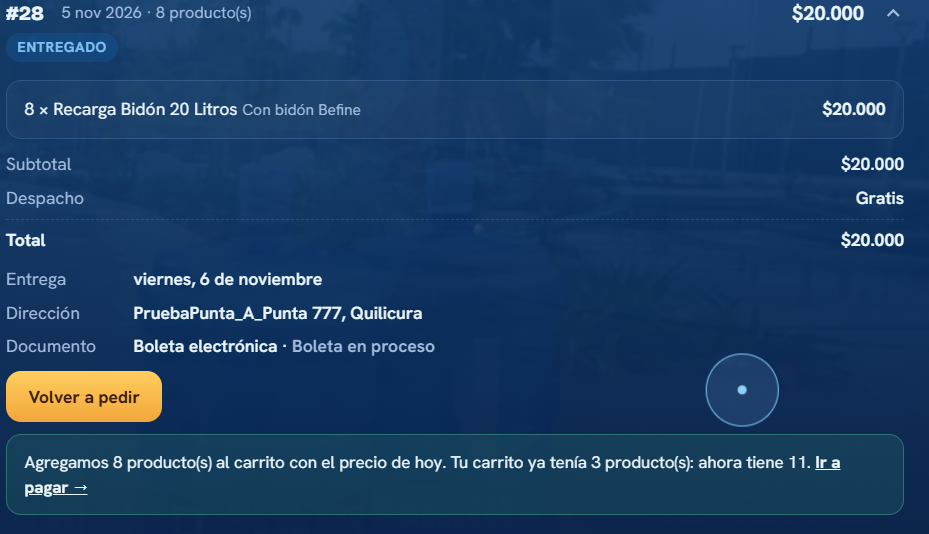 #28 5 nov 2026 · 8 producto(s) $20.000
ENTREGADO
8 × Recarga Bidón 20 Litros Con bidón Befine $20.000
Subtotal $20.000
Despacho Gratis
Total $20.000
Entrega viernes, 6 de noviembre
Dirección PruebaPunta_A_Punta 777, Quilicura
Documento Boleta electrónica · Boleta en proceso
Volver a pedir
Agregamos 8 producto(s) al carrito con el precio de hoy. Tu carrito ya tenía 3 producto(s): ahora tiene 11. Ir a
pagar →